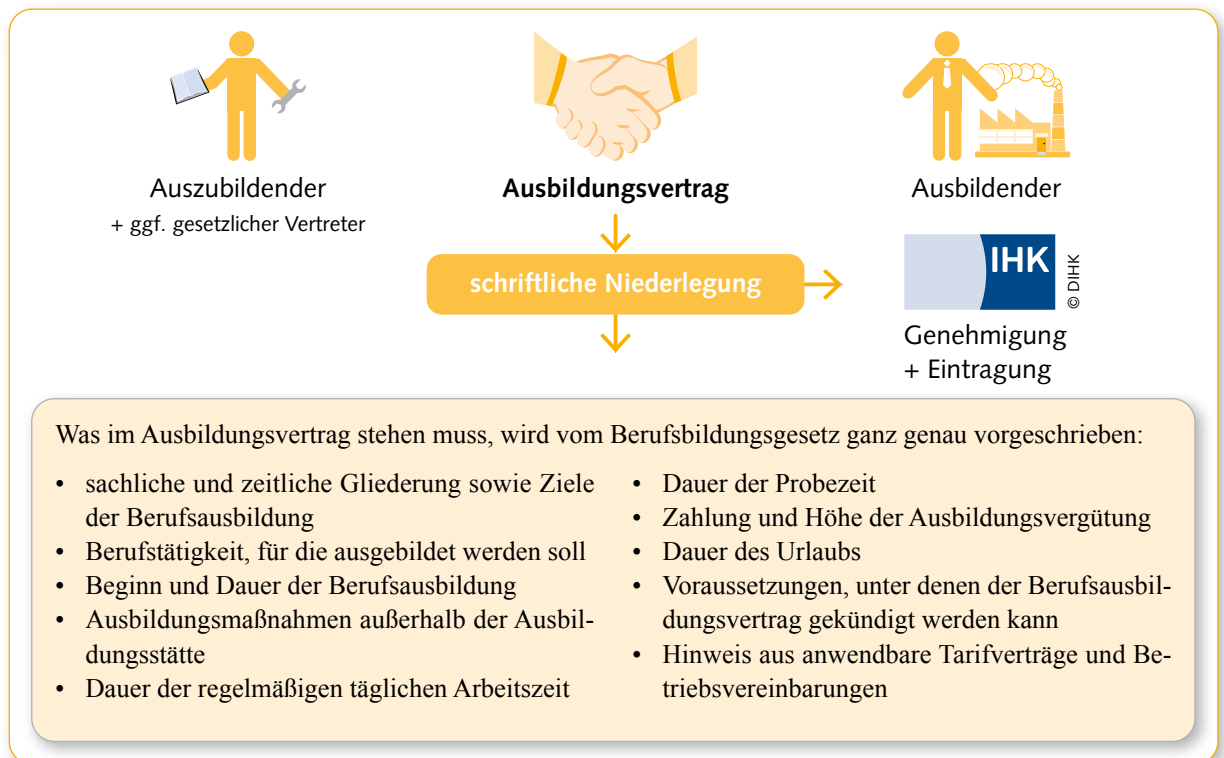 Auszubildender
+ ggf. gesetzlicher Vertreter
Ausbildungsvertrag
Ausbildender
schriftliche Niederlegung
IHK
© DIHK
Genehmigung
+ Eintragung
Was im Ausbildungsvertrag stehen muss, wird vom Berufsbildungsgesetz ganz genau vorgeschrieben:
• sachliche und zeitliche Gliederung sowie Ziele
der Berufsausbildung
• Berufstätigkeit, für die ausgebildet werden soll
• Beginn und Dauer der Berufsausbildung
• Ausbildungsmaßnahmen außerhalb der Ausbil-
dungsstätte
• Dauer der regelmäßigen täglichen Arbeitszeit
• Dauer der Probezeit
• Zahlung und Höhe der Ausbildungsvergütung
• Dauer des Urlaubs
• Voraussetzungen, unter denen der Berufsausbil-
dungsvertrag gekündigt werden kann
• Hinweis aus anwendbare Tarifverträge und Be-
triebsvereinbarungen